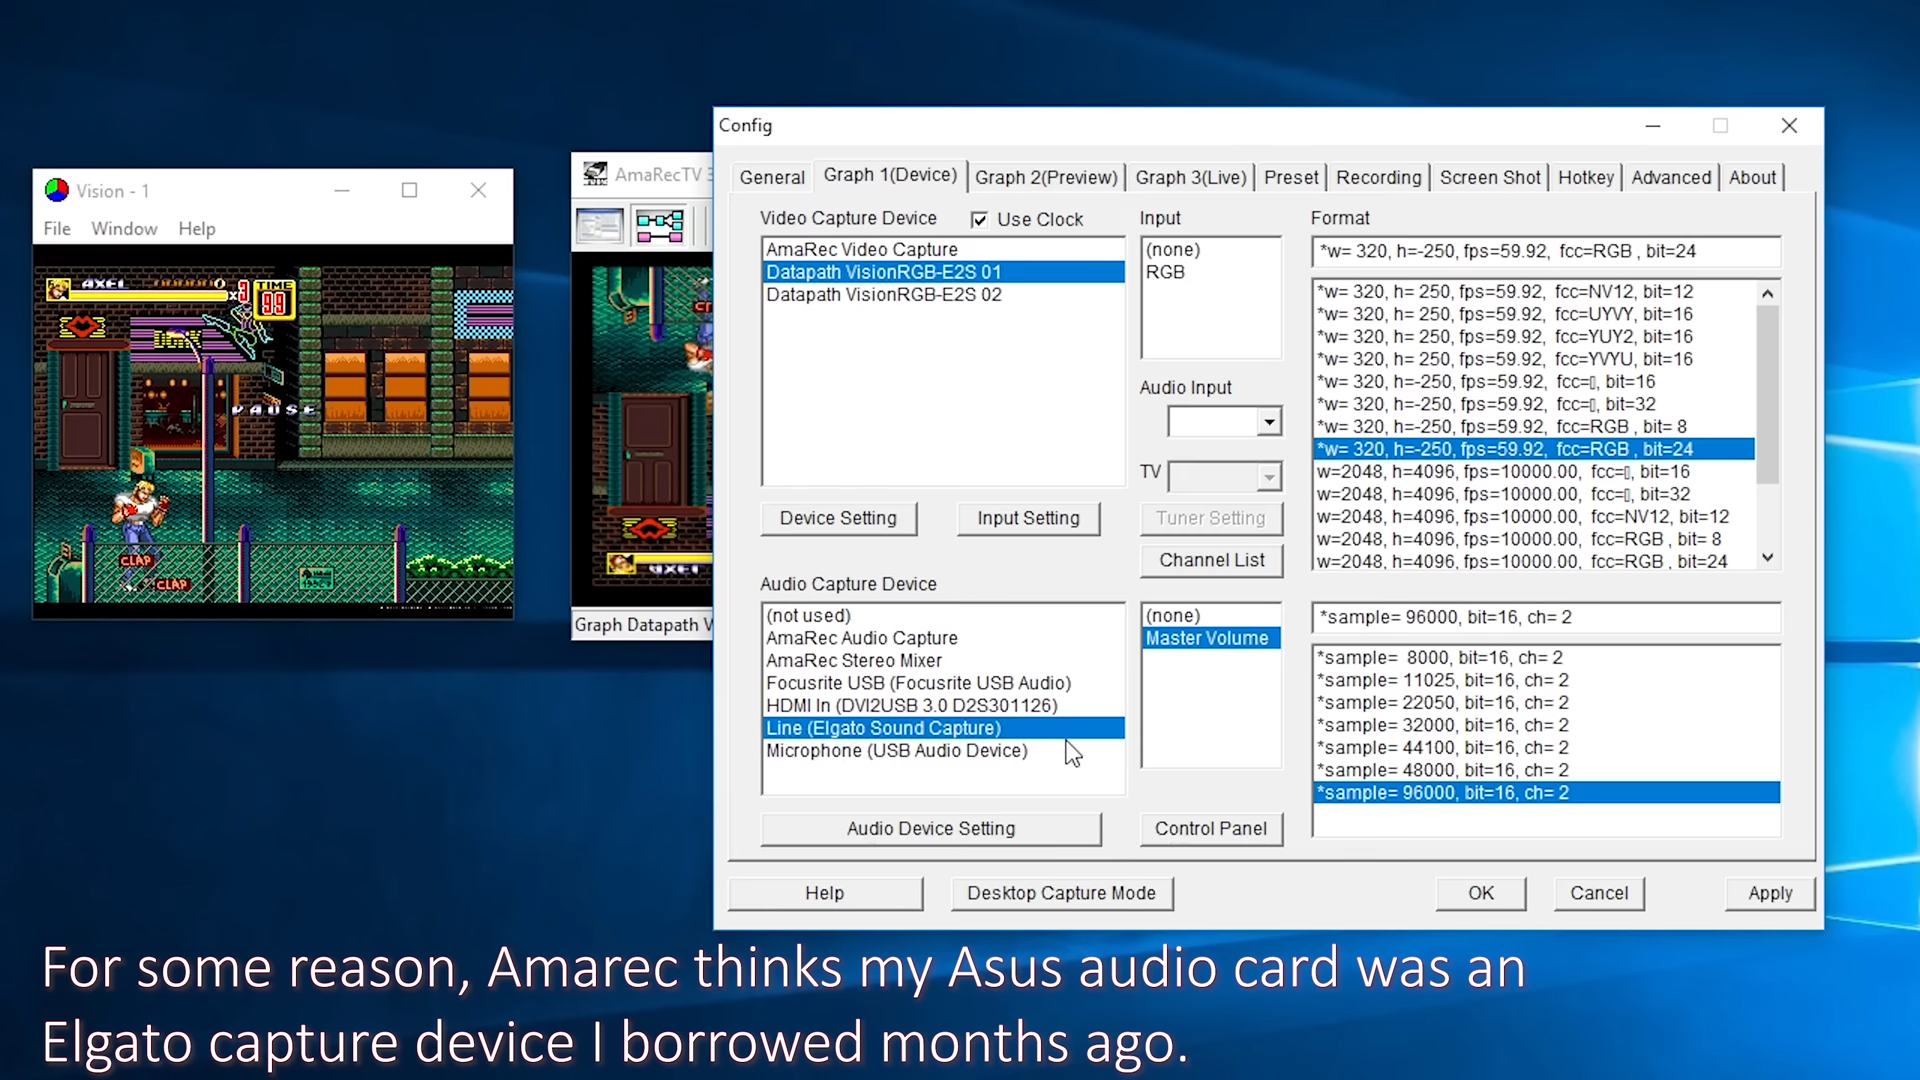 Config
Vision - 1
File Window Help
AXEL 0
x3
TIME
99
PAUSE
CLAP
CLAP
AmaRecTV 3
AXEL
Graph Datapath V
General Graph 1(Device) Graph 2(Preview) Graph 3(Live) Preset Recording Screen Shot Hotkey Advanced About
Video Capture Device Use Clock
AmaRec Video Capture
Datapath VisionRGB-E2S 01
Datapath VisionRGB-E2S 02
Device Setting Input Setting
Input
(none)
RGB
Audio Input
TV
Tuner Setting
Channel List
Format
*w= 320, h=-250, fps=59.92, fcc=RGB , bit=24
*w= 320, h= 250, fps=59.92, fcc=NV12, bit=12
*w= 320, h= 250, fps=59.92, fcc=UYVY, bit=16
*w= 320, h= 250, fps=59.92, fcc=YUY2, bit=16
*w= 320, h= 250, fps=59.92, fcc=YVYU, bit=16
*w= 320, h=-250, fps=59.92, fcc=▯, bit=16
*w= 320, h=-250, fps=59.92, fcc=▯, bit=32
*w= 320, h=-250, fps=59.92, fcc=RGB , bit= 8
*w= 320, h=-250, fps=59.92, fcc=RGB , bit=24
w=2048, h=4096, fps=10000.00, fcc=▯, bit=16
w=2048, h=4096, fps=10000.00, fcc=▯, bit=32
w=2048, h=4096, fps=10000.00, fcc=NV12, bit=12
w=2048, h=4096, fps=10000.00, fcc=RGB , bit= 8
w=2048, h=4096, fps=10000.00, fcc=RGB , bit=24
Audio Capture Device
(not used)
AmaRec Audio Capture
AmaRec Stereo Mixer
Focusrite USB (Focusrite USB Audio)
HDMI In (DVI2USB 3.0 D2S301126)
Line (Elgato Sound Capture)
Microphone (USB Audio Device)
Audio Device Setting
(none)
Master Volume
Control Panel
*sample= 96000, bit=16, ch= 2
*sample= 8000, bit=16, ch= 2
*sample= 11025, bit=16, ch= 2
*sample= 22050, bit=16, ch= 2
*sample= 32000, bit=16, ch= 2
*sample= 44100, bit=16, ch= 2
*sample= 48000, bit=16, ch= 2
*sample= 96000, bit=16, ch= 2
Help Desktop Capture Mode OK Cancel Apply
For some reason, Amarec thinks my Asus audio card was an
Elgato capture device I borrowed months ago.